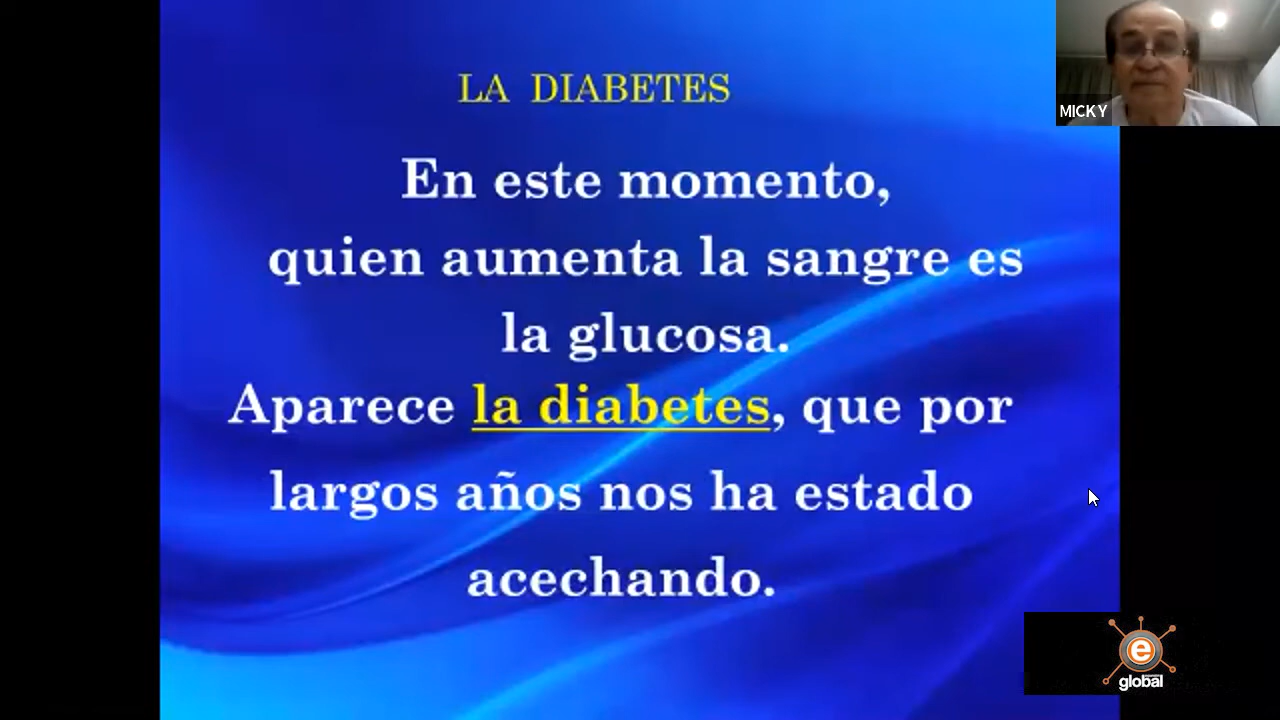 LA DIABETES
En este momento,
quien aumenta la sangre es
la glucosa.
Aparece la diabetes, que por
largos años nos ha estado
acechando.
MICKY
e
global